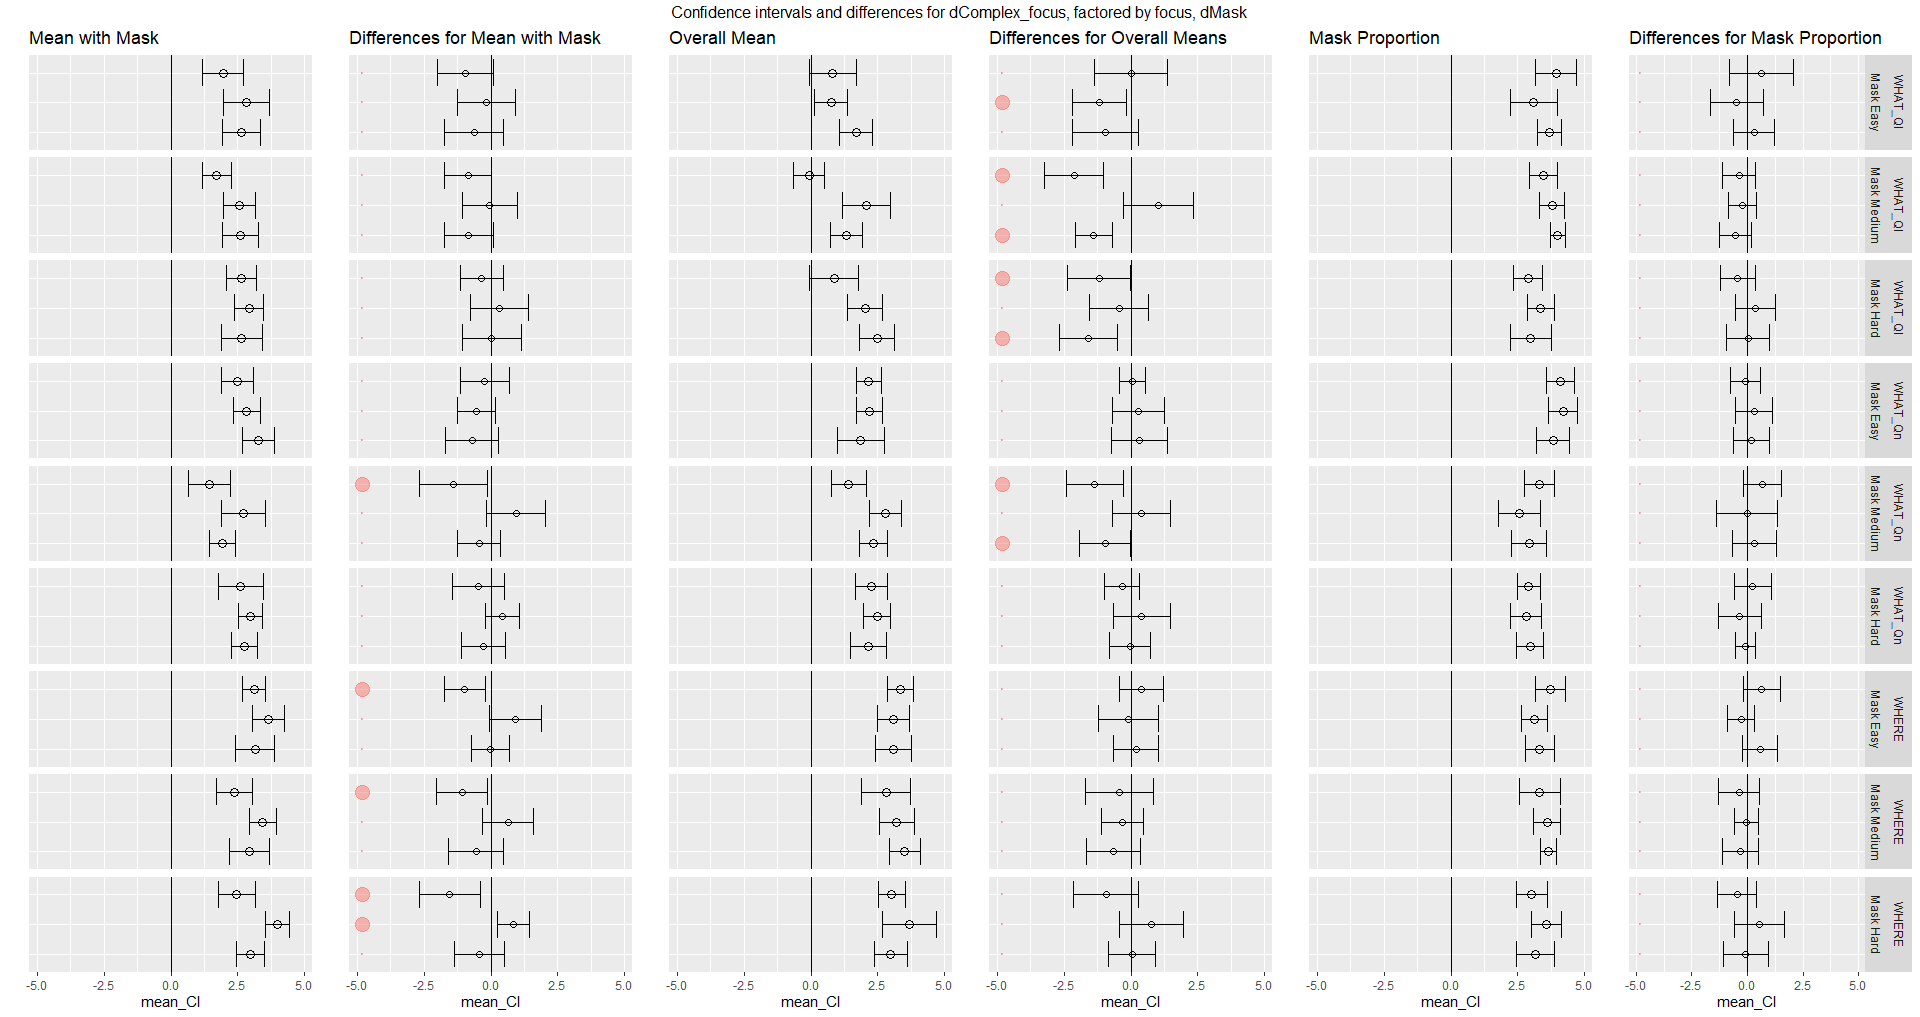 Confidence intervals and differences for dComplex_focus, factored by focus, dMask
Mean with Mask
Differences for Mean with Mask
Overall Mean
Differences for Overall Means
Mask Proportion
Differences for Mask Proportion
WHAT_Ql
Mask Easy
WHAT_Ql
Mask Medium
WHAT_Ql
Mask Hard
WHAT_Qn
Mask Easy
WHAT_Qn
Mask Medium
WHAT_Qn
Mask Hard
WHERE
Mask Easy
WHERE
Mask Medium
WHERE
Mask Hard
-5.0 -2.5 0.0 2.5 5.0
mean_CI
-5.0 -2.5 0.0 2.5 5.0
mean_CI
-5.0 -2.5 0.0 2.5 5.0
mean_CI
-5.0 -2.5 0.0 2.5 5.0
mean_CI
-5.0 -2.5 0.0 2.5 5.0
mean_CI
-5.0 -2.5 0.0 2.5 5.0
mean_CI